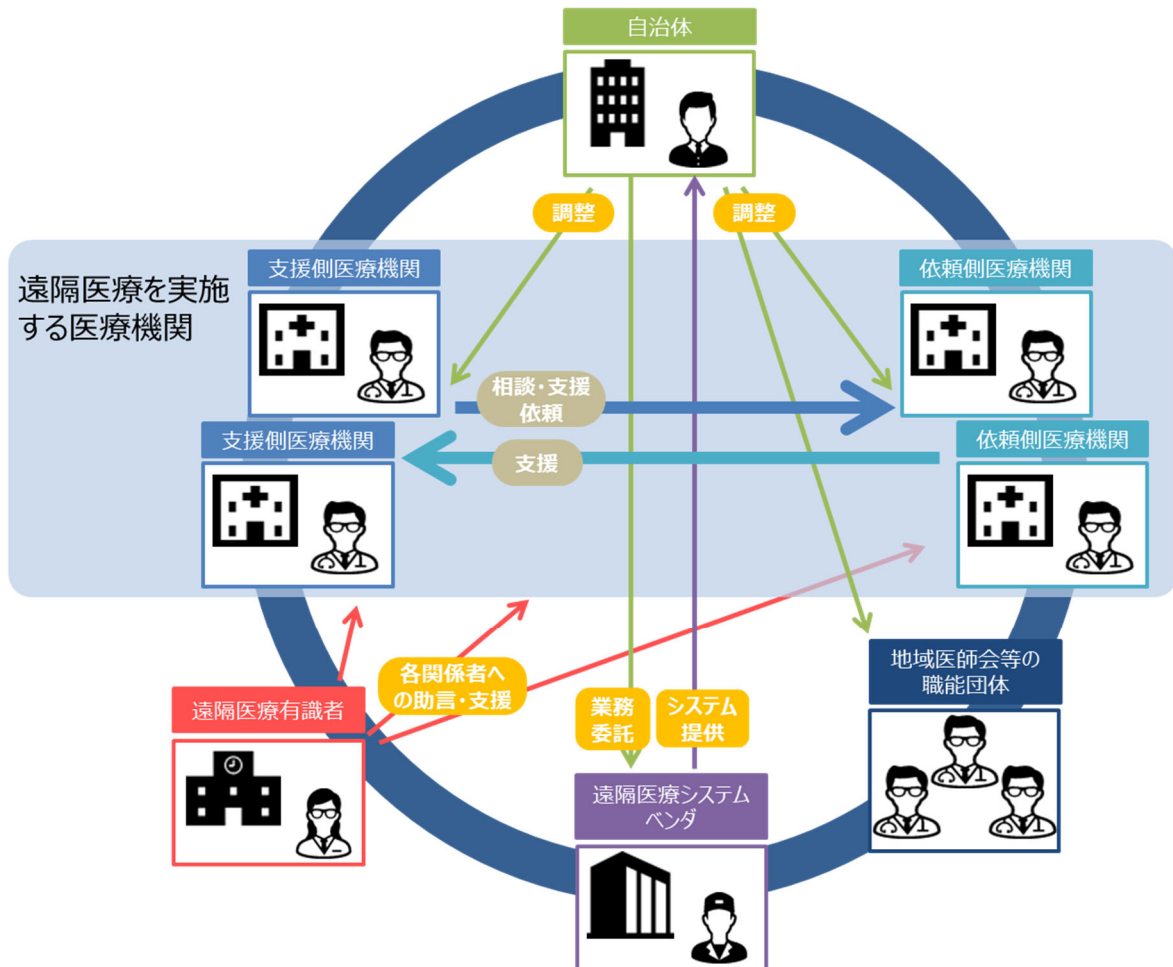 自治体
調整
調整
遠隔医療を実施
する医療機関
支援側医療機関
依頼側医療機関
相談・支援
依頼
支援側医療機関
依頼側医療機関
支援
各関係者へ
の助言・支援
遠隔医療有識者
業務
委託
システム
提供
地域医師会等の
職能団体
遠隔医療システム
ベンダ